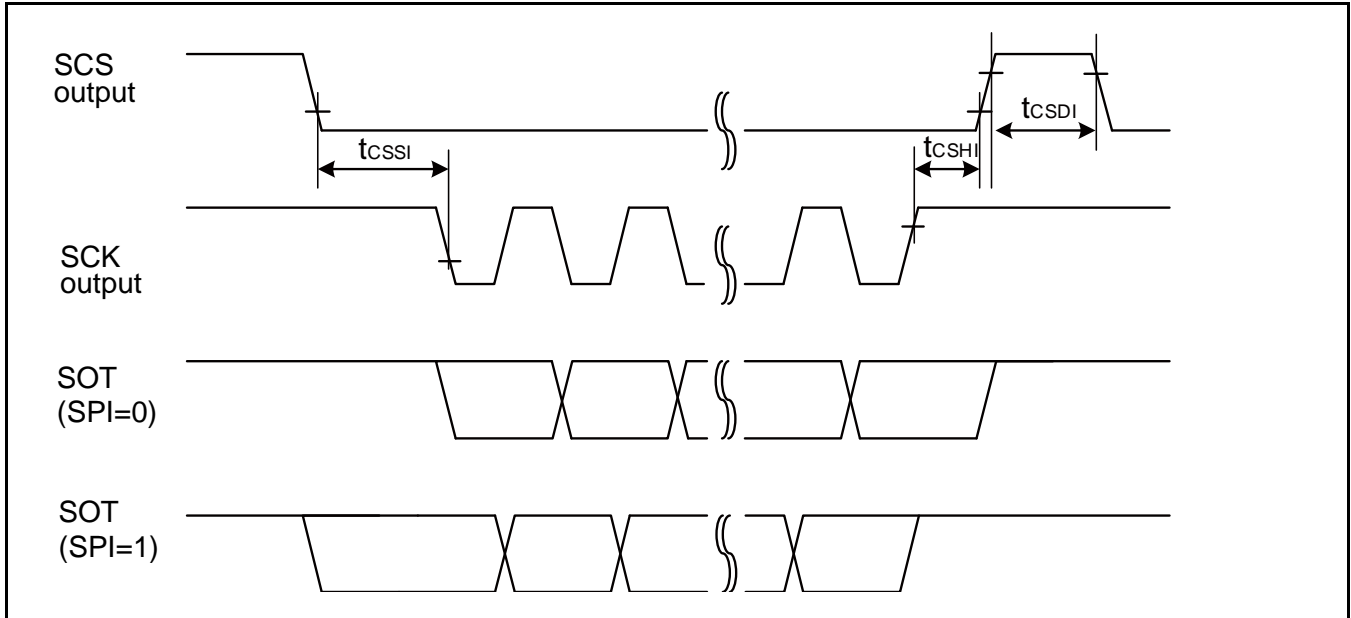 SCS
output
tCSDI
tCSSI
tCSHI
SCK
output
SOT
(SPI=0)
SOT
(SPI=1)